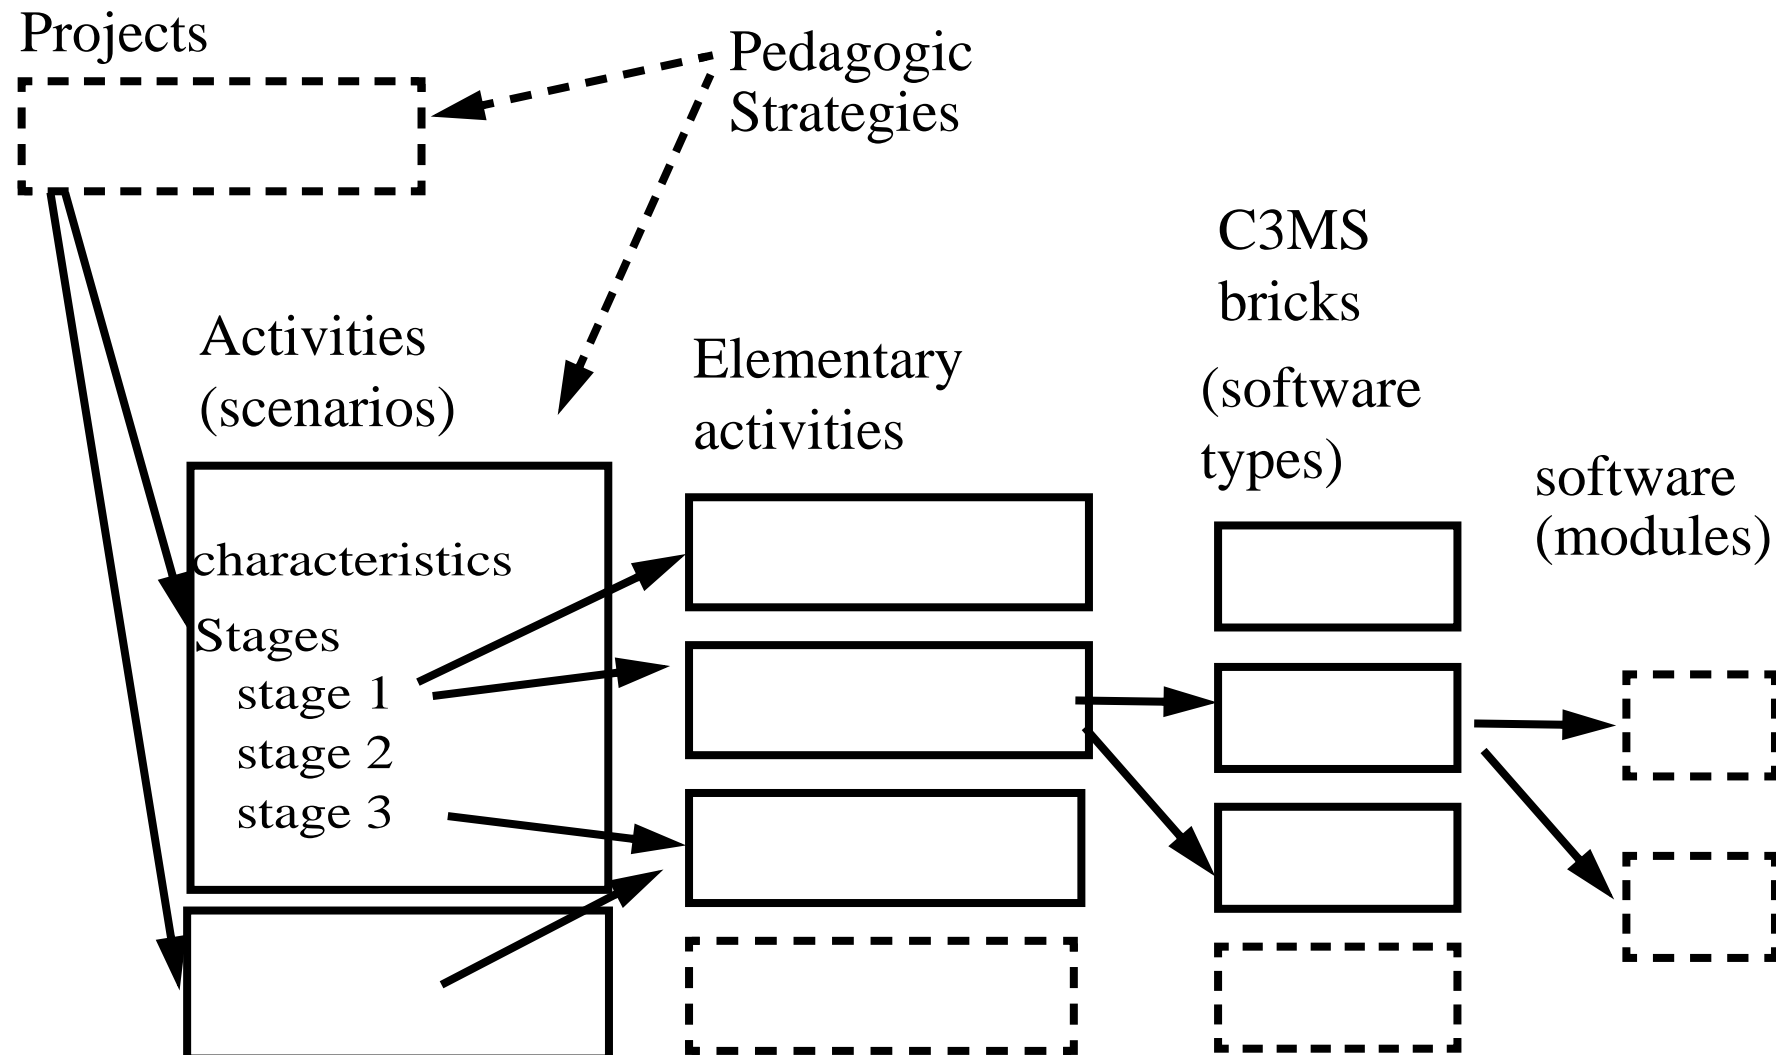 Projects
Pedagogic
Strategies
Activities
(scenarios)
characteristics
Stages
stage 1
stage 2
stage 3
Elementary
activities
C3MS
bricks
(software
types)
software
(modules)